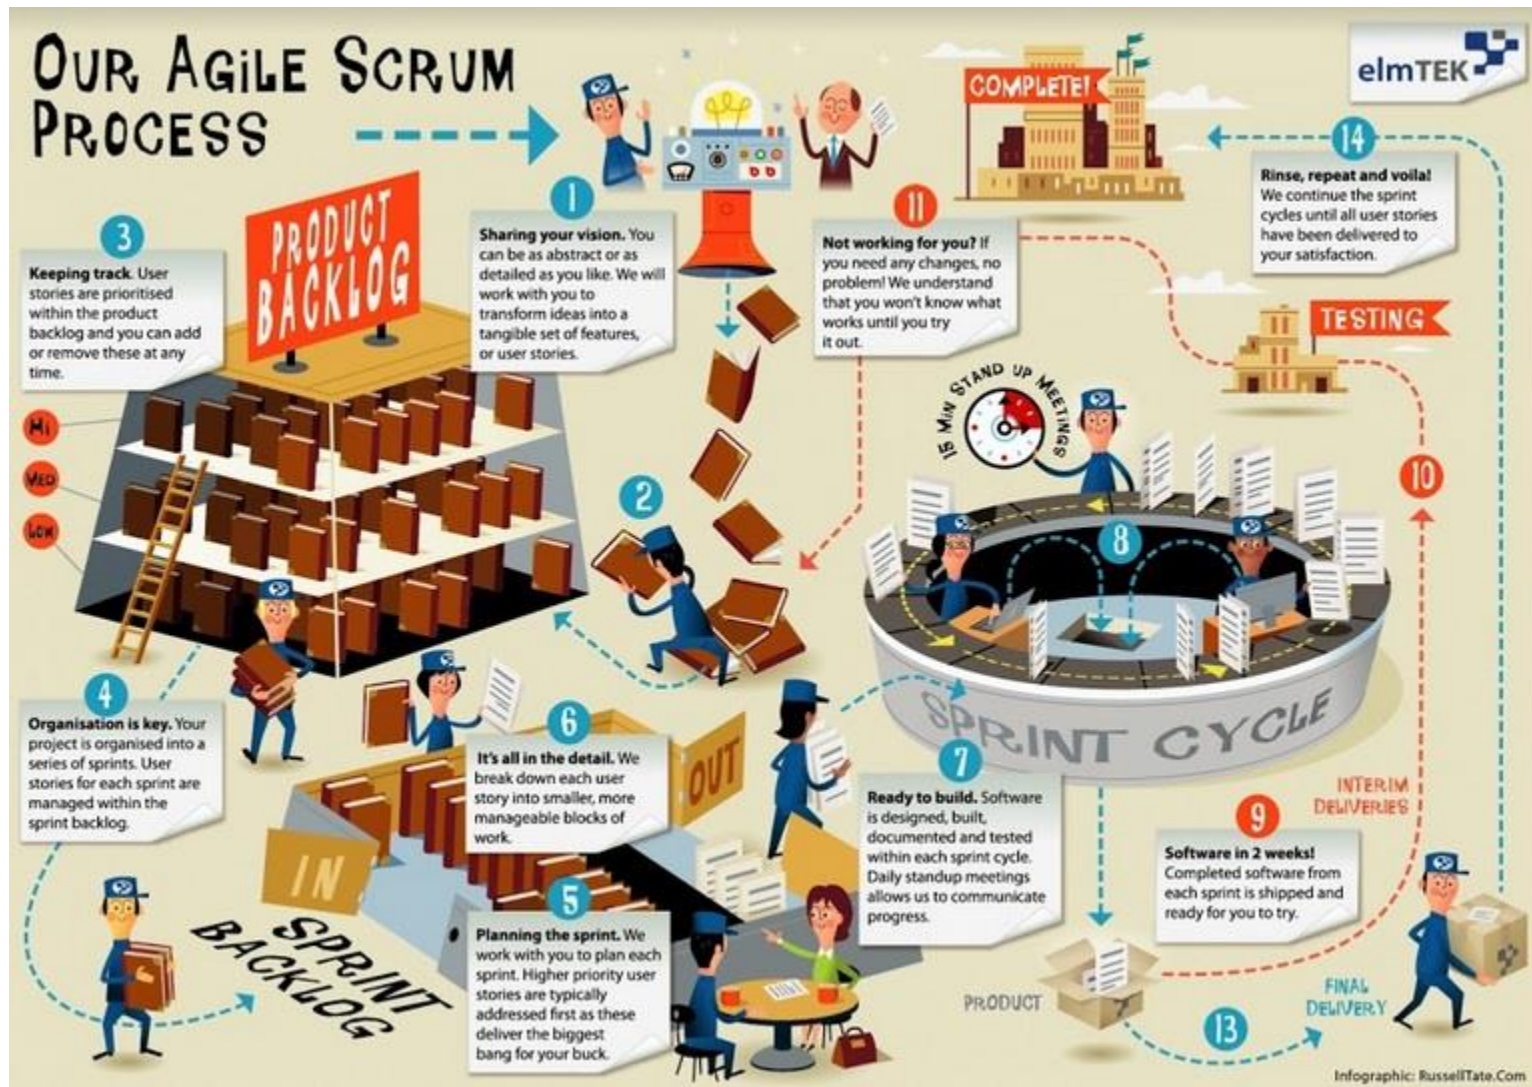 OUR AGILE SCRUM
PROCESS
elmTEK
COMPLETE!
14
Rinse, repeat and voila!
We continue the sprint
cycles until all user stories
have been delivered to
your satisfaction.
1
Sharing your vision. You
can be as abstract or as
detailed as you like. We will
work with you to
transform ideas into a
tangible set of features,
or user stories.
11
Not working for you? If
you need any changes, no
problem! We understand
that you won't know what
works until you try
it out.
3
Keeping track. User
stories are prioritised
within the product
backlog and you can add
or remove these at any
time.
PRODUCT
BACKLOG
HI
MED
LOW
TESTING
15 MIN STAND UP MEETINGS
2
8
10
SPRINT CYCLE
4
Organisation is key. Your
project is organised into a
series of sprints. User
stories for each sprint are
managed within the
sprint backlog.
6
It's all in the detail. We
break down each user
story into smaller, more
manageable blocks of
work.
OUT
IN
SPRINT
BACKLOG
5
Planning the sprint. We
work with you to plan each
sprint. Higher priority user
stories are typically
addressed first as these
deliver the biggest
bang for your buck.
7
Ready to build. Software
is designed, built,
documented and tested
within each sprint cycle.
Daily standup meetings
allows us to communicate
progress.
INTERIM
DELIVERIES
9
Software in 2 weeks!
Completed software from
each sprint is shipped and
ready for you to try.
PRODUCT
13
FINAL
DELIVERY
Infographic: RussellTate.Com